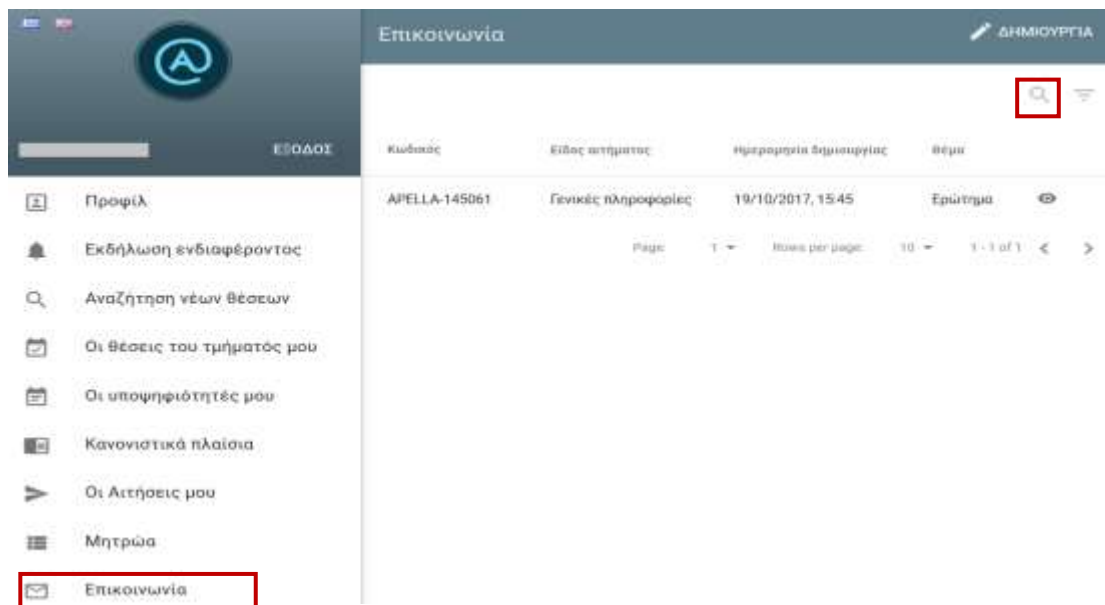 Επικοινωνία
ΔΗΜΙΟΥΡΓΙΑ
ΕΞΟΔΟΣ
Κωδικός Είδος αιτήματος Ημερομηνία δημιουργίας Θέμα
APELLA-145061 Γενικές πληροφορίες 19/10/2017, 15:45 Ερώτημα
Page: 1 Rows per page: 10 1 - 1 of 1
Προφίλ
Εκδήλωση ενδιαφέροντος
Αναζήτηση νέων θέσεων
Οι θέσεις του τμήματός μου
Οι υποψηφιότητές μου
Κανονιστικά πλαίσια
Οι Αιτήσεις μου
Μητρώα
Επικοινωνία